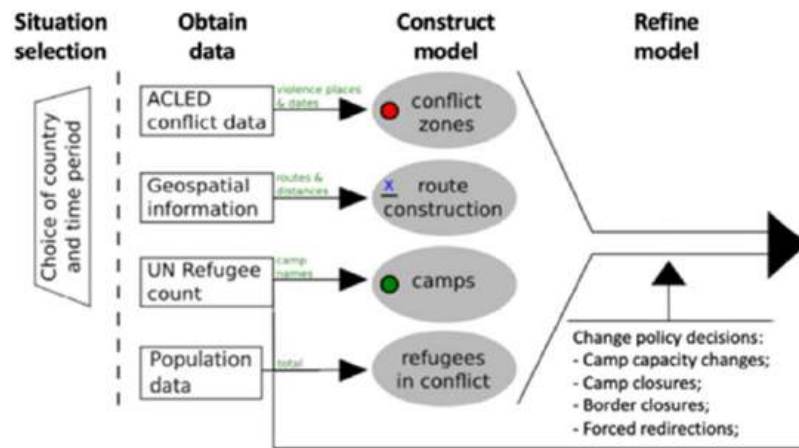 Situation
selection
Obtain
data
Construct
model
Refine
model
Choice of country
and time period
ACLED
conflict data
violence places
& dates
conflict
zones
Geospatial
information
routes &
distances
X
route
construction
UN Refugee
count
camp
names
camps
Population
data
total
refugees
in conflict
Change policy decisions:
- Camp capacity changes;
- Camp closures;
- Border closures;
- Forced redirections;